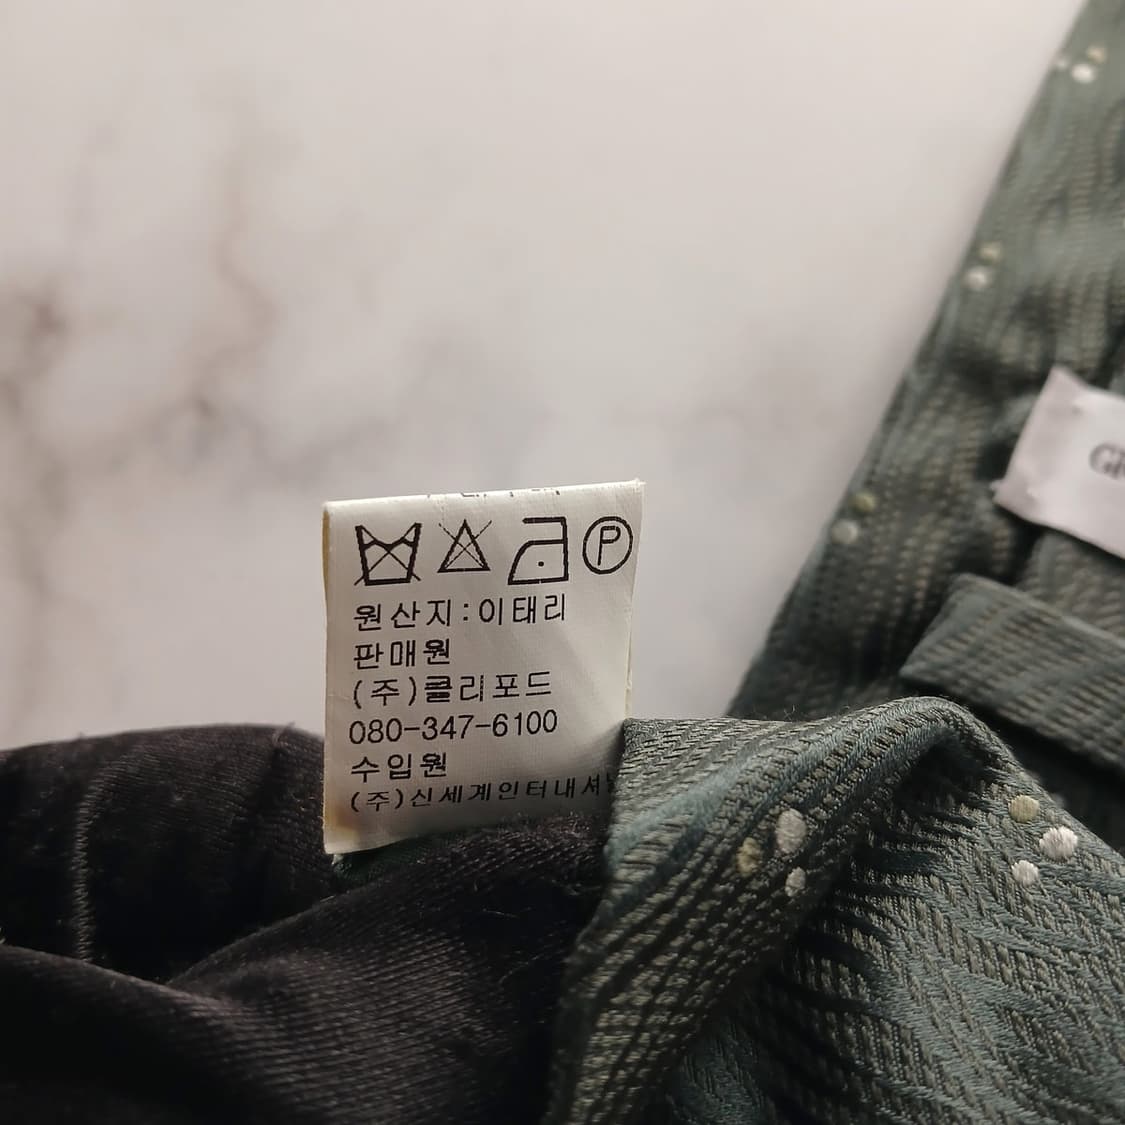 P
원산지:이태리
판매원
(주)클리포드
080-347-6100
수입원
(주)신세계인터내셔